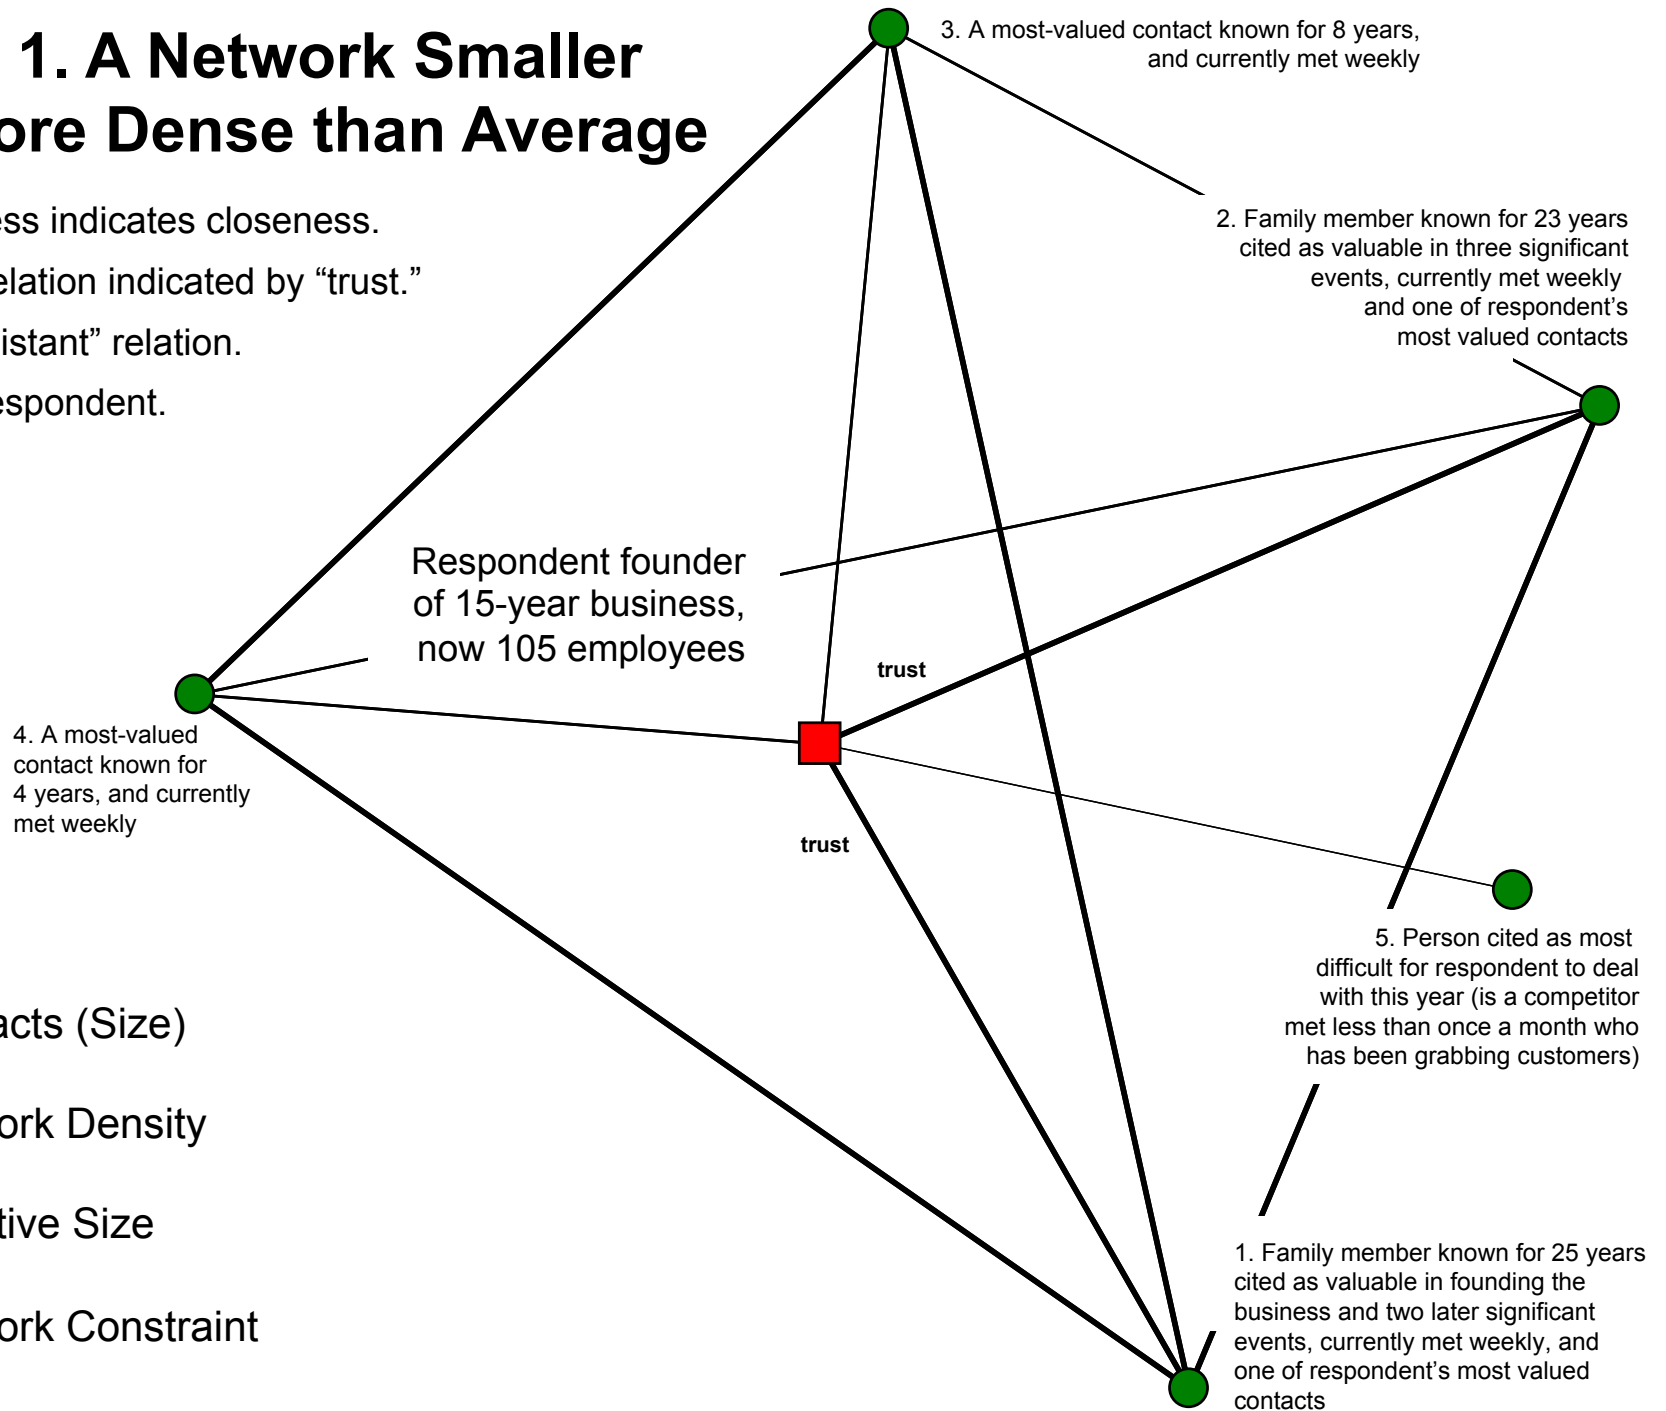 1. A Network Smaller
ore Dense than Average
ess indicates closeness.
elation indicated by “trust.”
istant” relation.
espondent.
3. A most-valued contact known for 8 years,
and currently met weekly
2. Family member known for 23 years
cited as valuable in three significant
events, currently met weekly
and one of respondent’s
most valued contacts
Respondent founder
of 15-year business,
now 105 employees
trust
4. A most-valued
contact known for
4 years, and currently
met weekly
trust
5. Person cited as most
difficult for respondent to deal
with this year (is a competitor
met less than once a month who
has been grabbing customers)
acts (Size)
ork Density
tive Size
ork Constraint
1. Family member known for 25 years
cited as valuable in founding the
business and two later significant
events, currently met weekly, and
one of respondent’s most valued
contacts